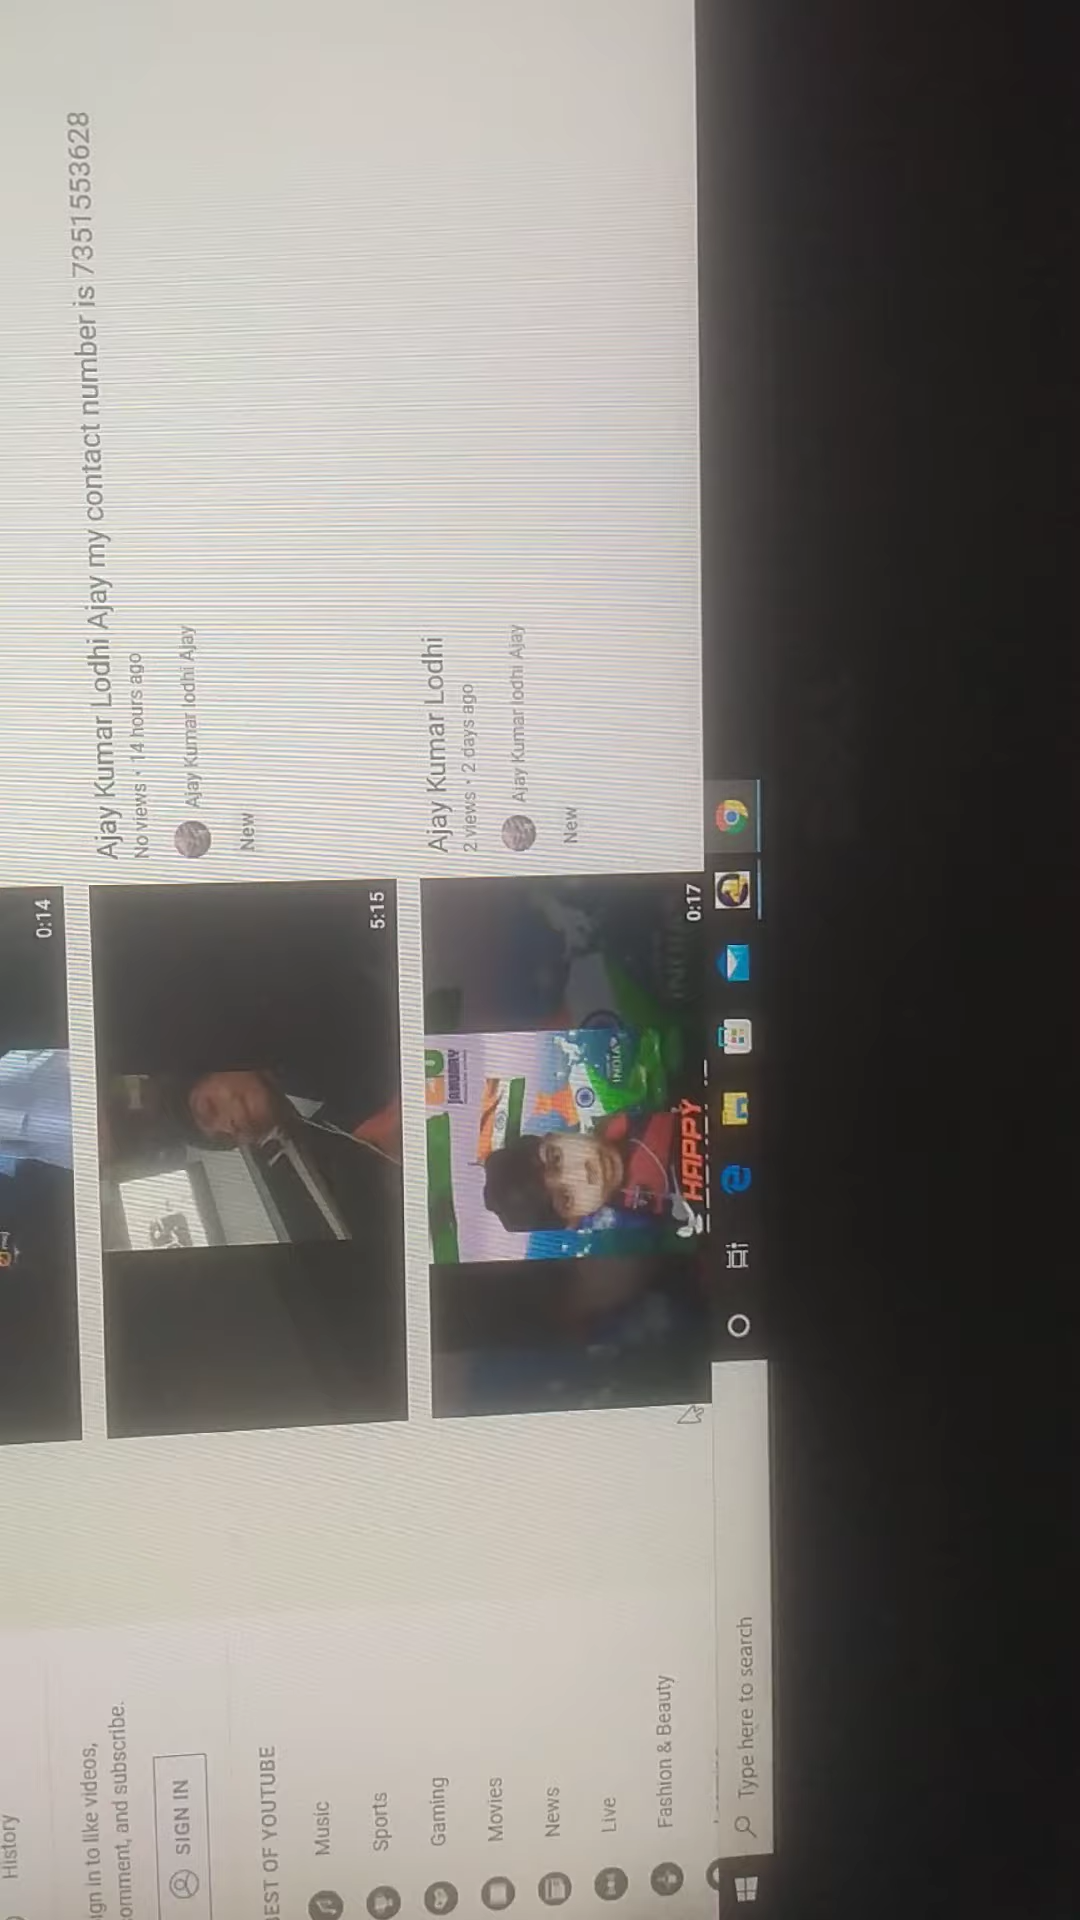 History
ign in to like videos,
omment, and subscribe.
SIGN IN
BEST OF YOUTUBE
Music
Sports
Gaming
Movies
News
Live
Fashion & Beauty
0:14
5:15
Ajay Kumar Lodhi Ajay my contact number is 7351553628
No views • 14 hours ago
Ajay Kumar lodhi Ajay
New
JANUARY
INDIA
INDIA
HAPPY
0:17
Ajay Kumar Lodhi
2 views • 2 days ago
Ajay Kumar lodhi Ajay
New
Type here to search